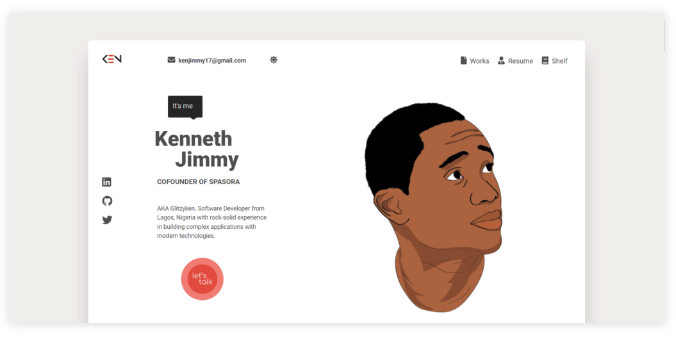 KEN
kenjimmy17@gmail.com
Works
Resume
Shelf
It's me
Kenneth
Jimmy
COFOUNDER OF SPASORA
AKA Glitzyken. Software Developer from
Lagos, Nigeria with rock-solid experience
in building complex applications with
modern technologies.
let's
talk